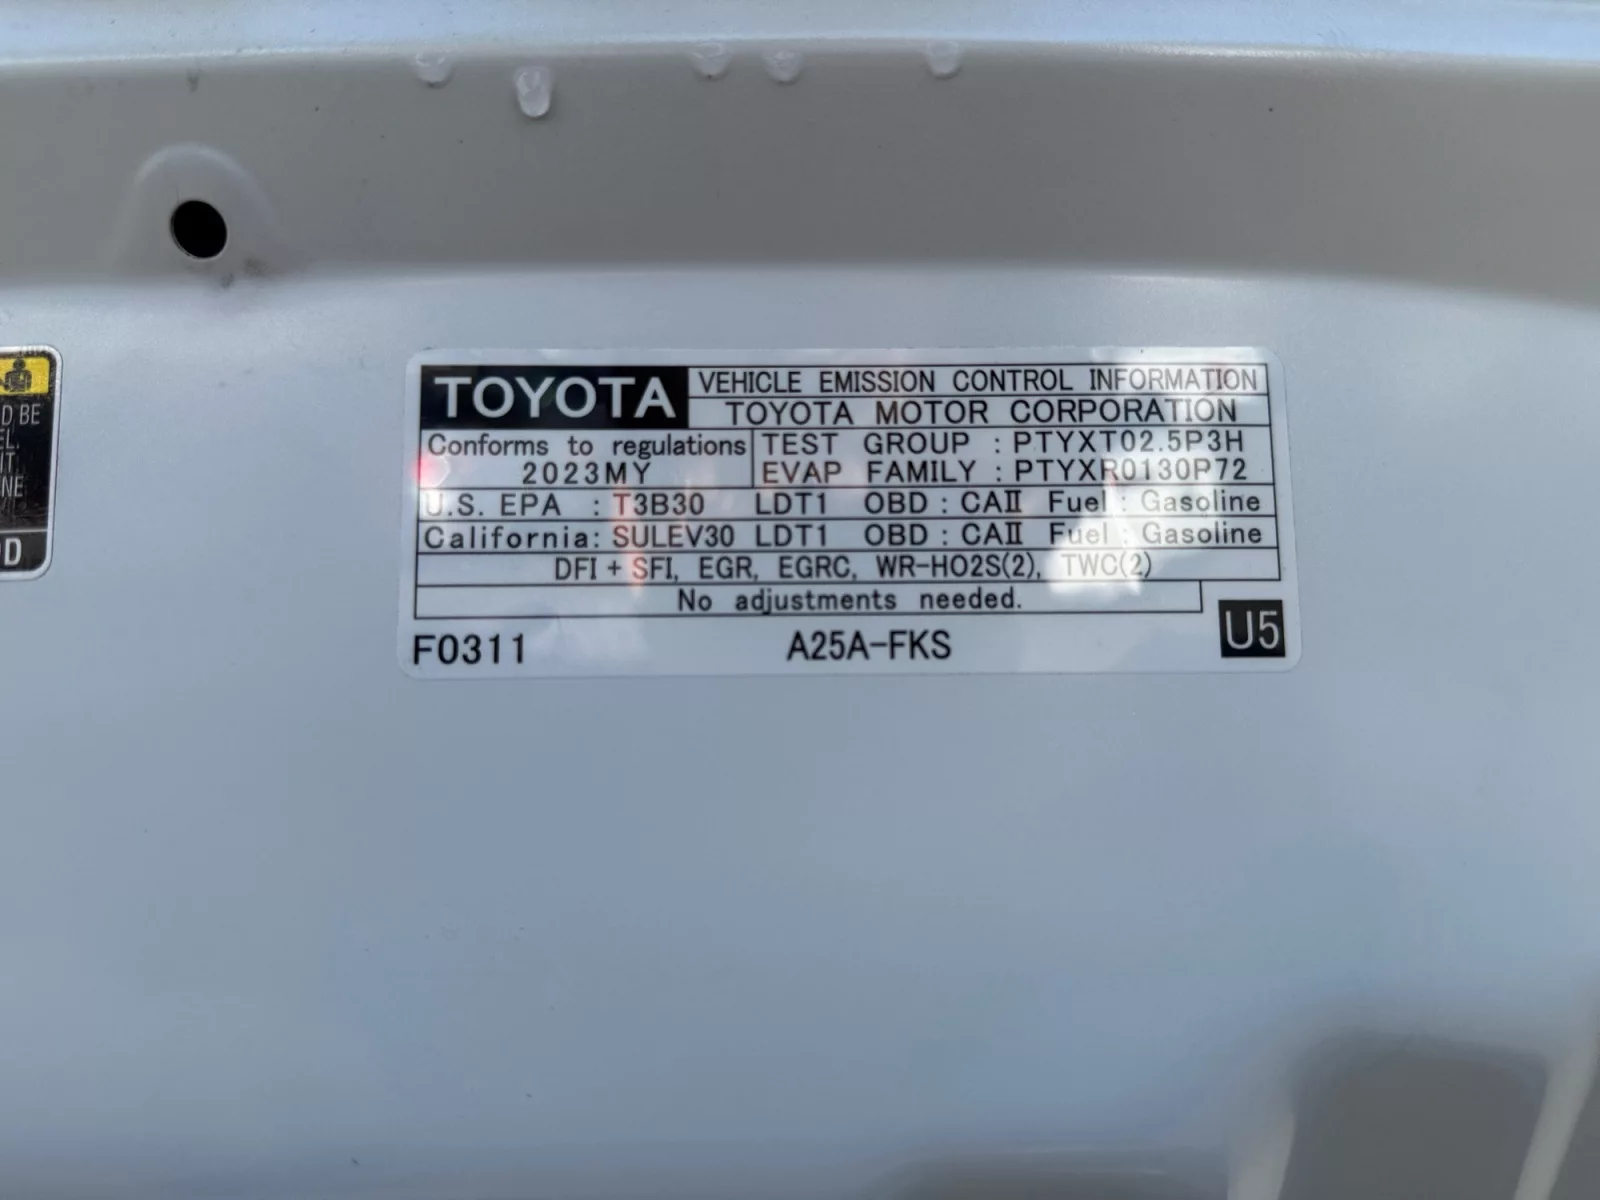 TOYOTA
VEHICLE EMISSION CONTROL INFORMATION
TOYOTA MOTOR CORPORATION
Conforms to regulations
2023MY
TEST GROUP : PTYXT02.5P3H
EVAP FAMILY : PTYXR0130P72
U.S. EPA : T3B30 LDT1 OBD : CAⅡ Fuel : Gasoline
California: SULEV30 LDT1 OBD : CAⅡ Fuel : Gasoline
DFI + SFI, EGR, EGRC, WR-HO2S(2), TWC(2)
No adjustments needed.
F0311 A25A-FKS U5
D BE